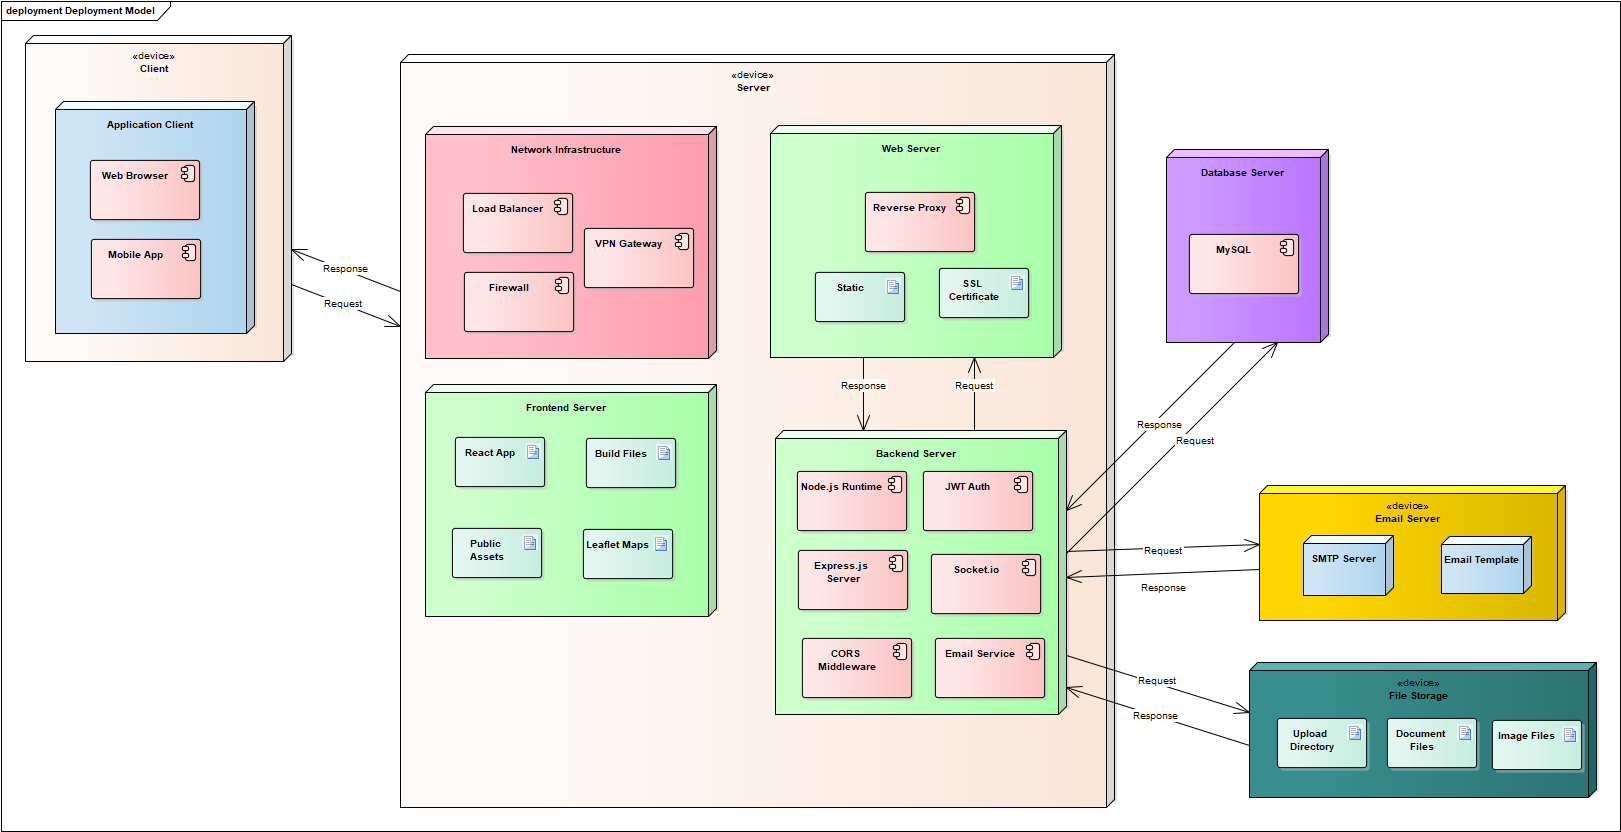 deployment Deployment Model
«device»
Client
Application Client
Web Browser
Mobile App
Response
Request
«device»
Server
Network Infrastructure
Load Balancer
VPN Gateway
Firewall
Web Server
Reverse Proxy
Static
SSL
Certificate
Response
Request
Frontend Server
React App
Build Files
Public
Assets
Leaflet Maps
Backend Server
Node.js Runtime
JWT Auth
Express.js
Server
Socket.io
CORS
Middleware
Email Service
Database Server
MySQL
Response
Request
Request
Response
«device»
Email Server
SMTP Server
Email Template
Request
Response
«device»
File Storage
Upload
Directory
Document
Files
Image Files